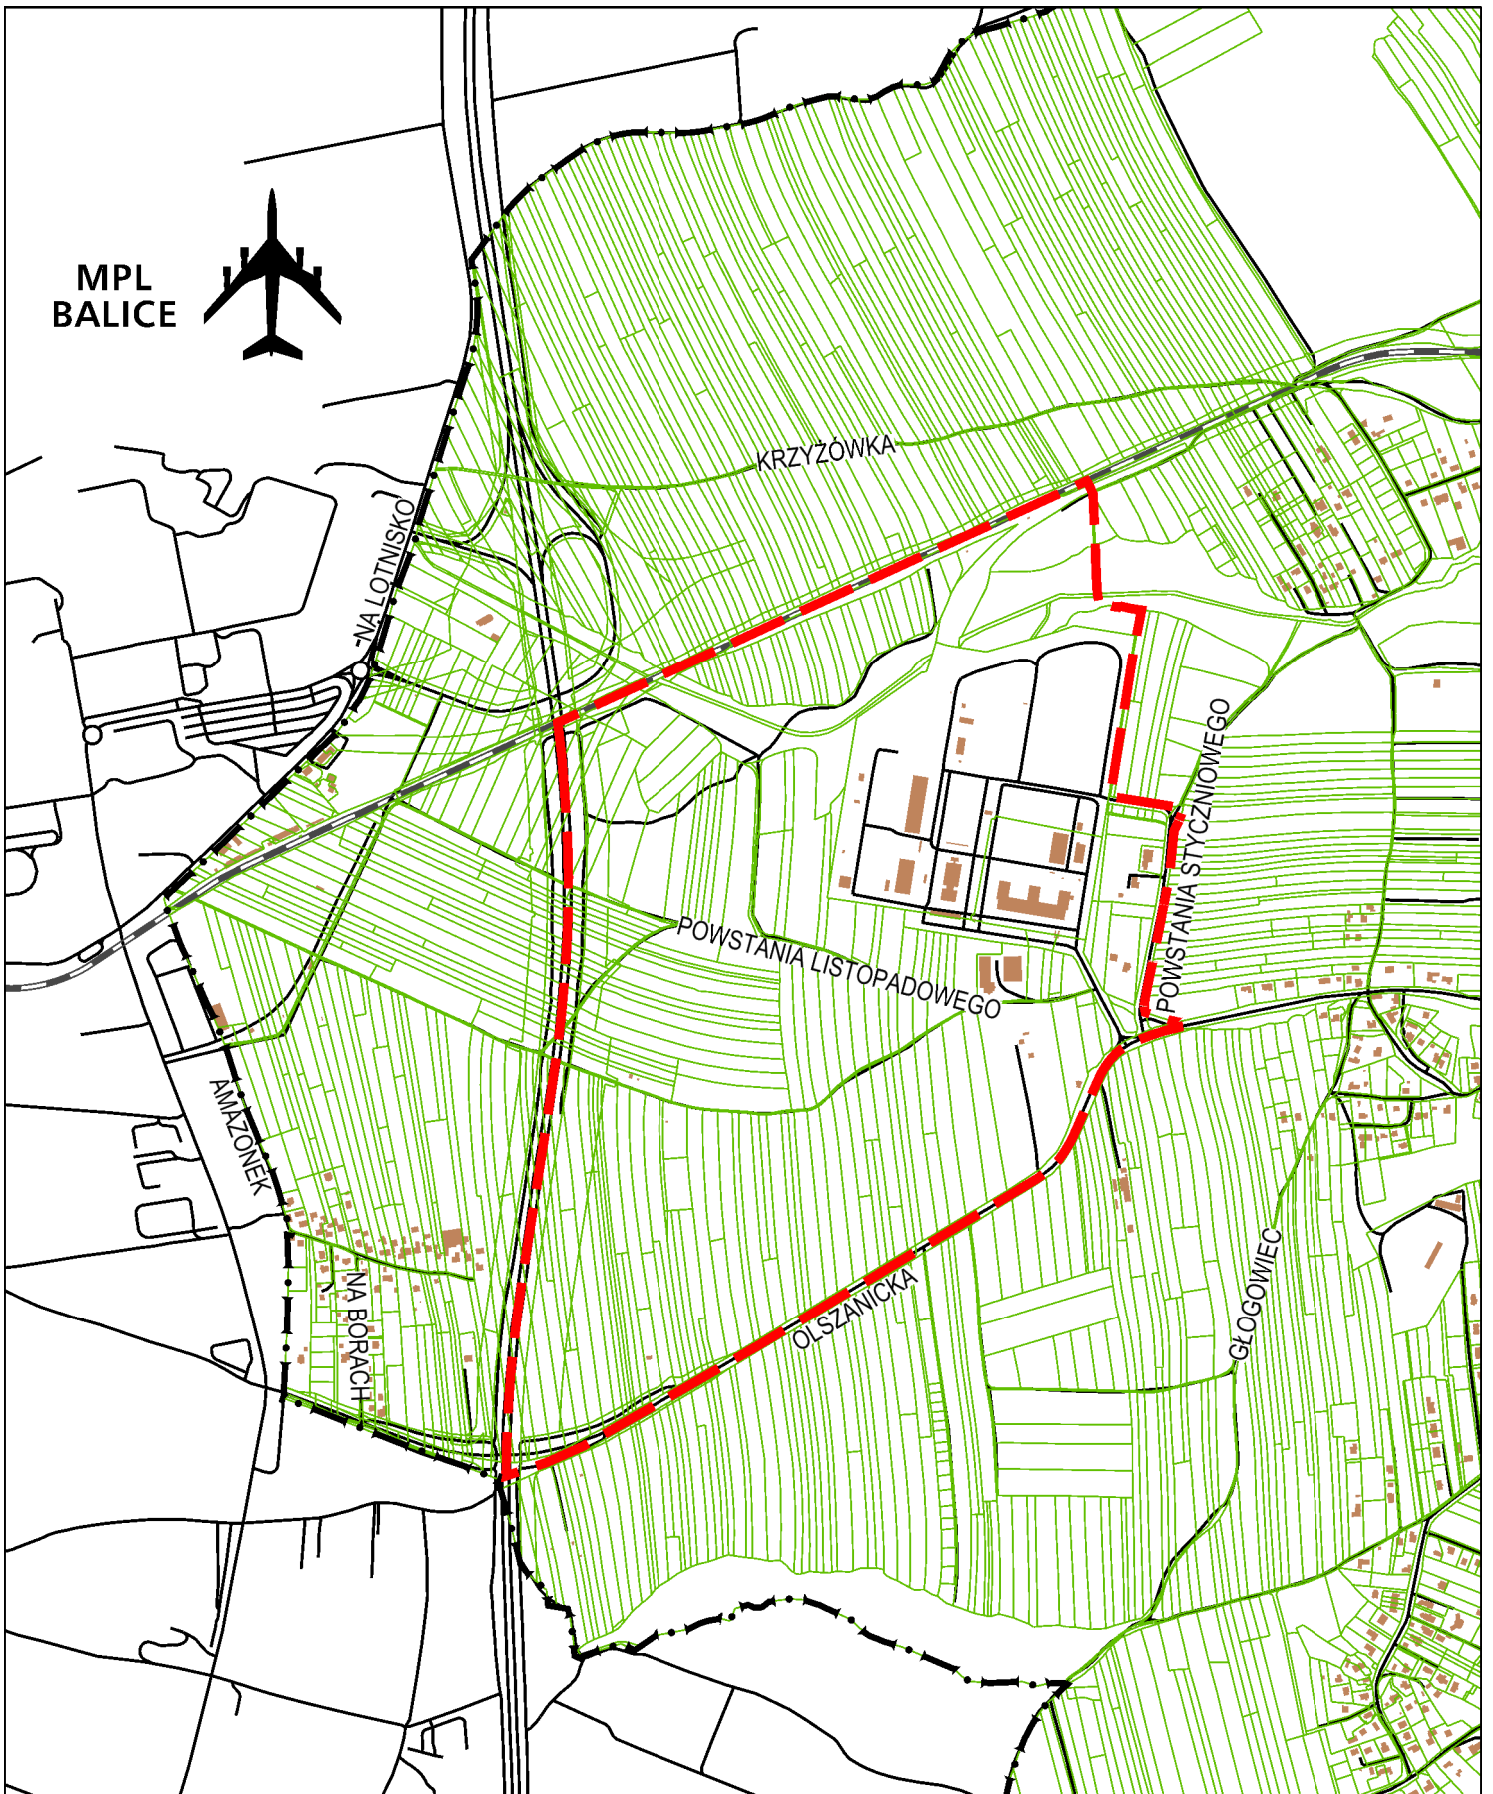 MPL
BALICE
KRZYŻÓWKA
NA LOTNISKO
POWSTANIA STYCZNIOWEGO
POWSTANIA LISTOPADOWEGO
AMAZONEK
NA BORACH
OLSZANICKA
GŁOGOWIEC